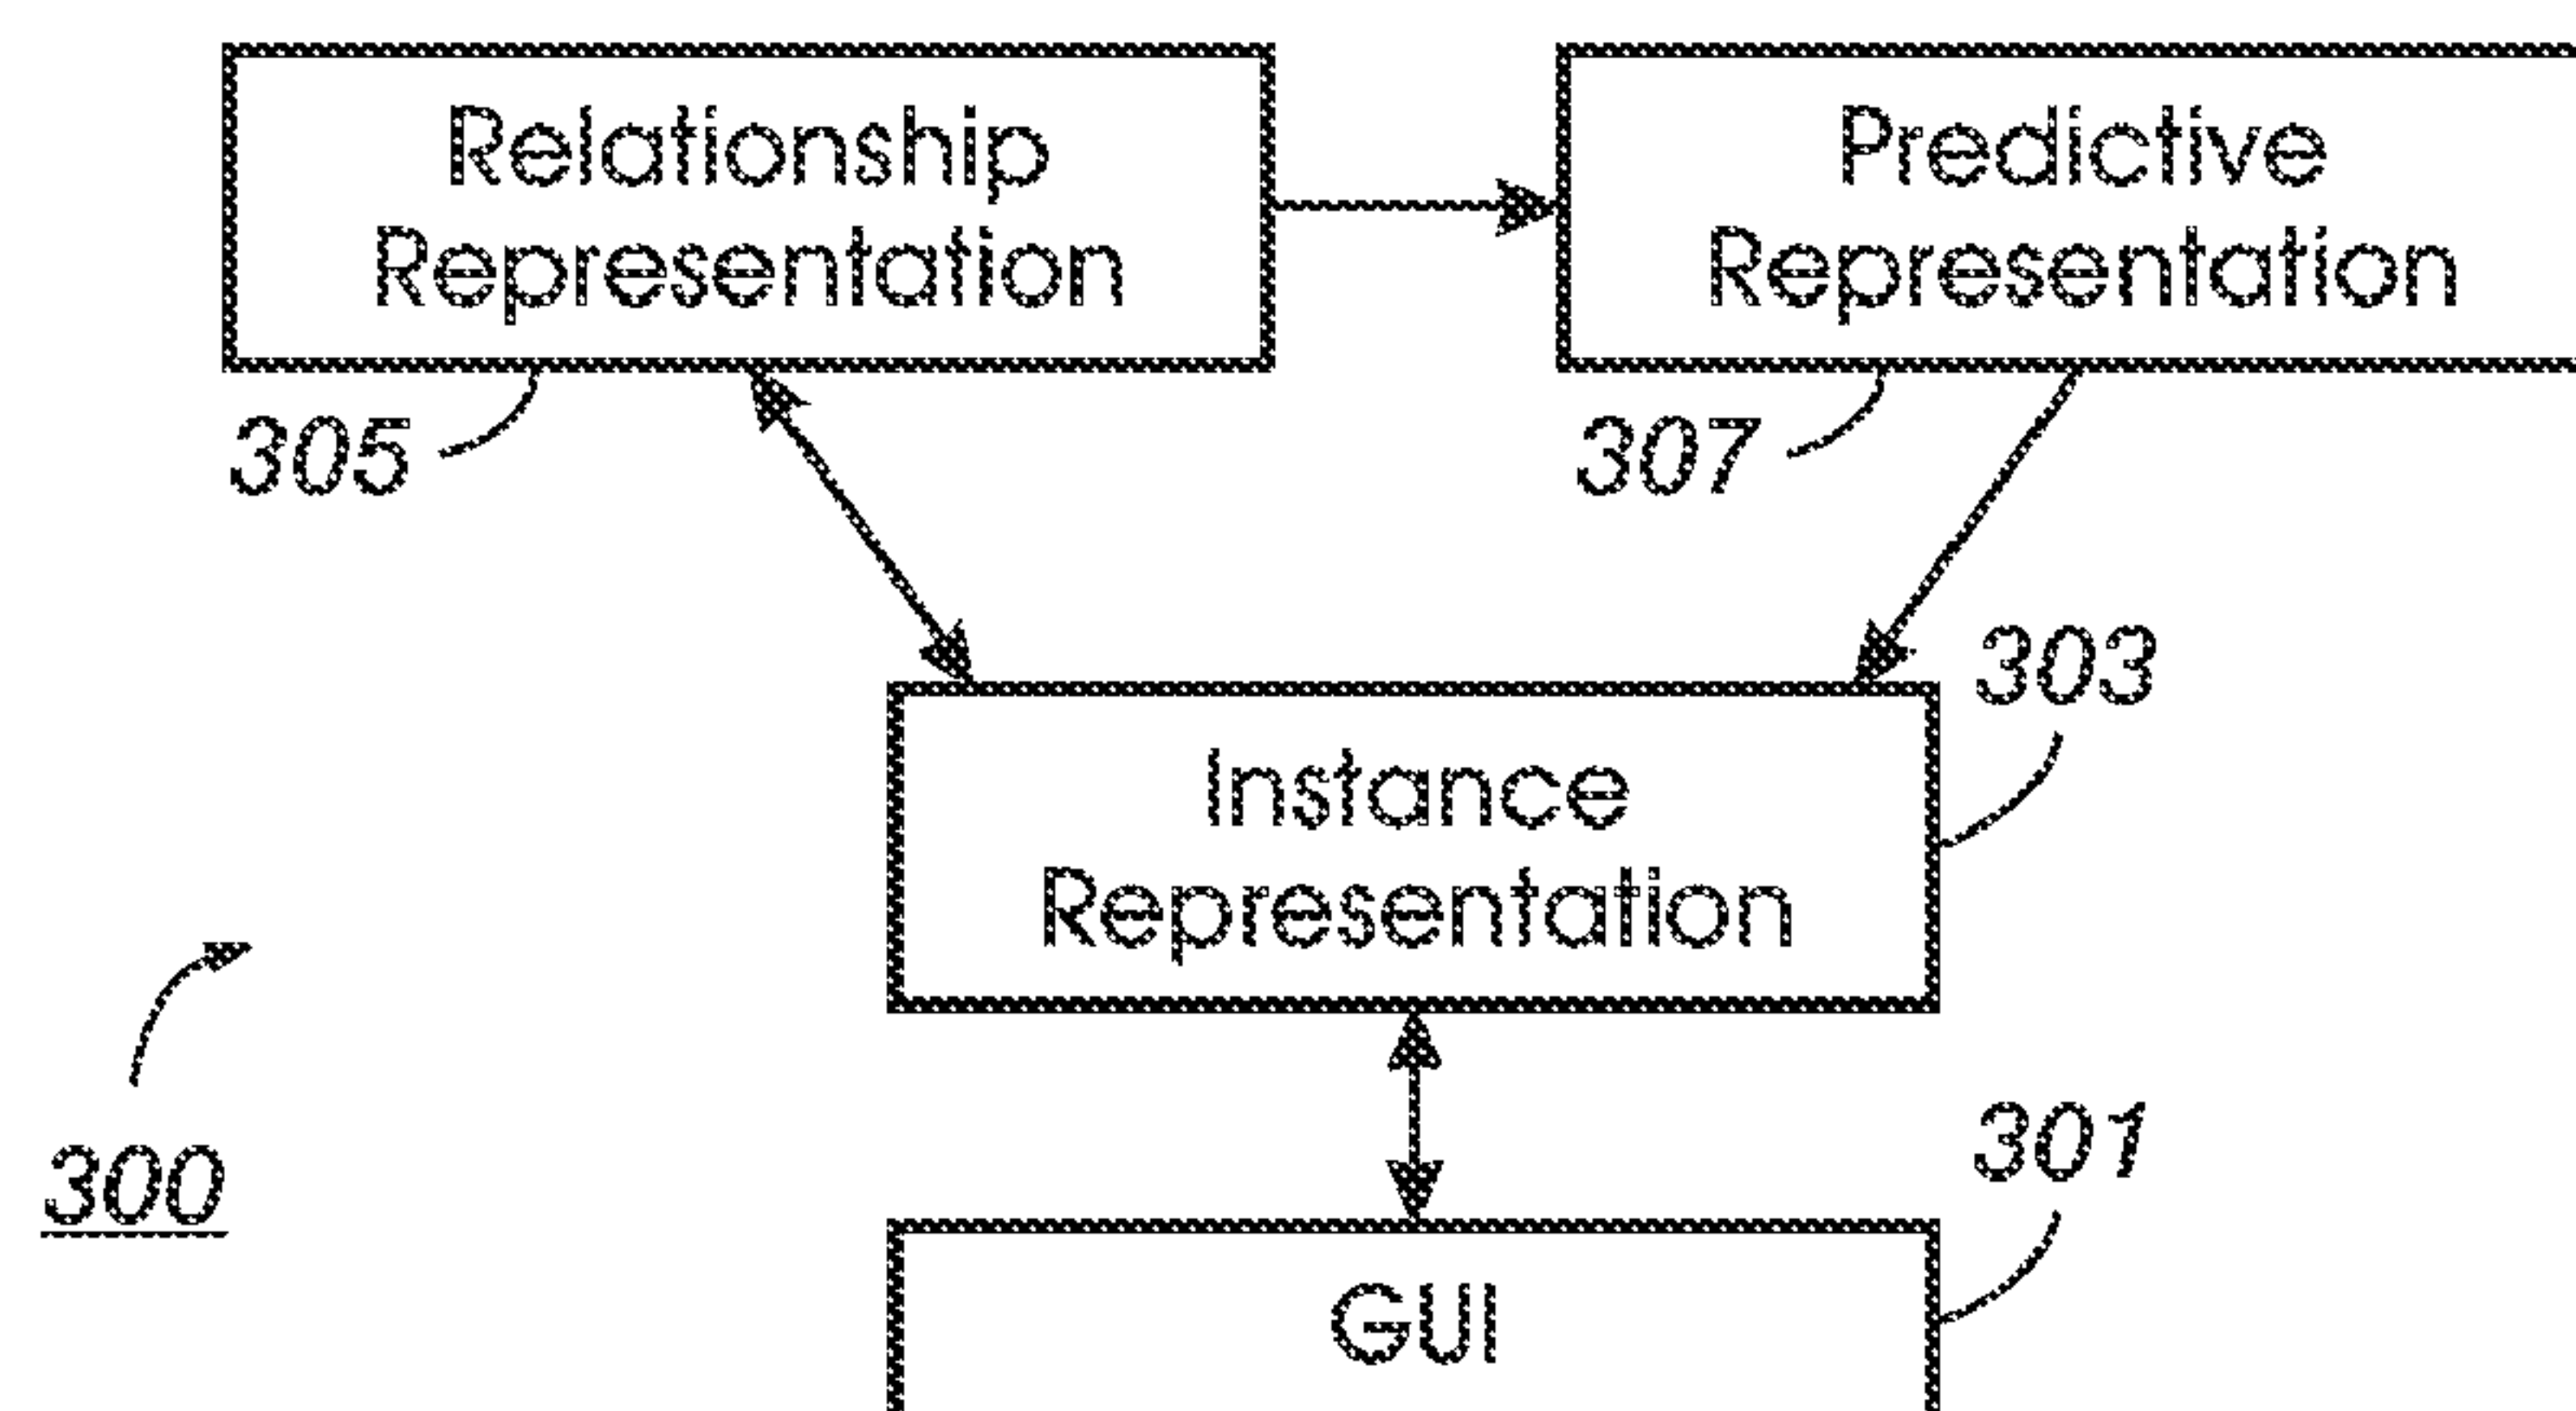 Relationship
Representation
Predictive
Representation
305
307
303
Instance
Representation
300
301
GUI